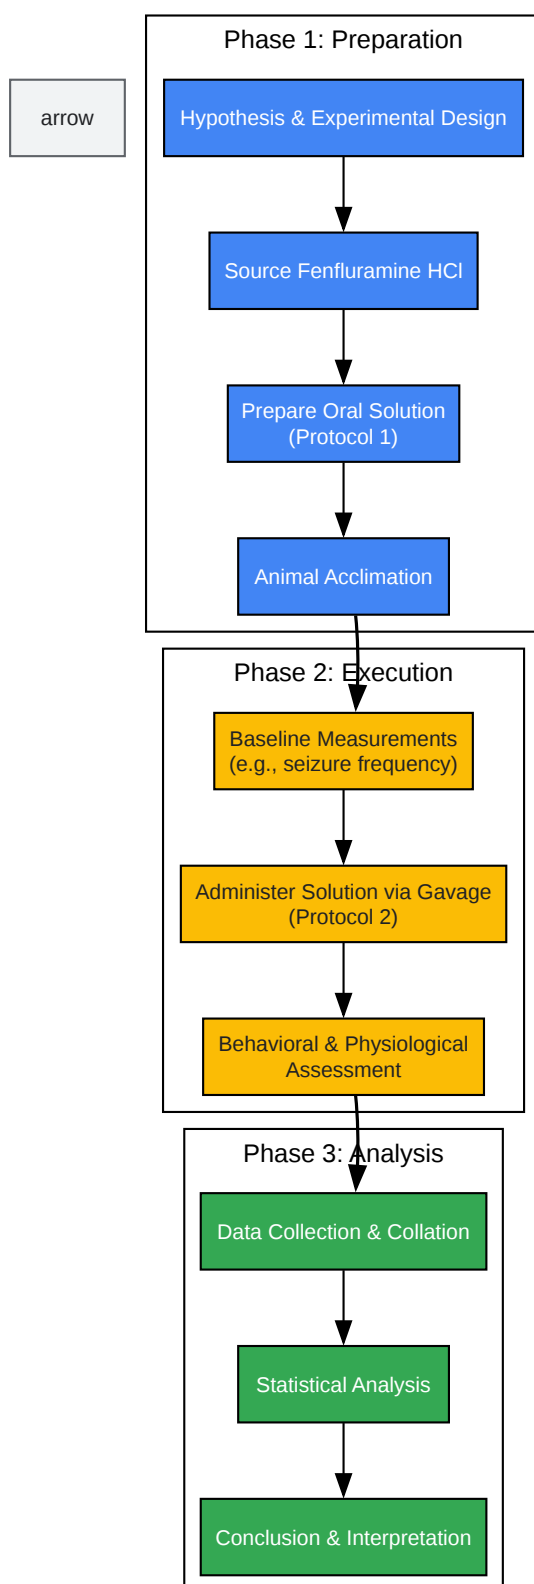 Phase 1: Preparation
arrow
Hypothesis & Experimental Design
Source Fenfluramine HCl
Prepare Oral Solution
(Protocol 1)
Animal Acclimation
Phase 2: Execution
Baseline Measurements
(e.g., seizure frequency)
Administer Solution via Gavage
(Protocol 2)
Behavioral & Physiological
Assessment
Phase 3: Analysis
Data Collection & Collation
Statistical Analysis
Conclusion & Interpretation